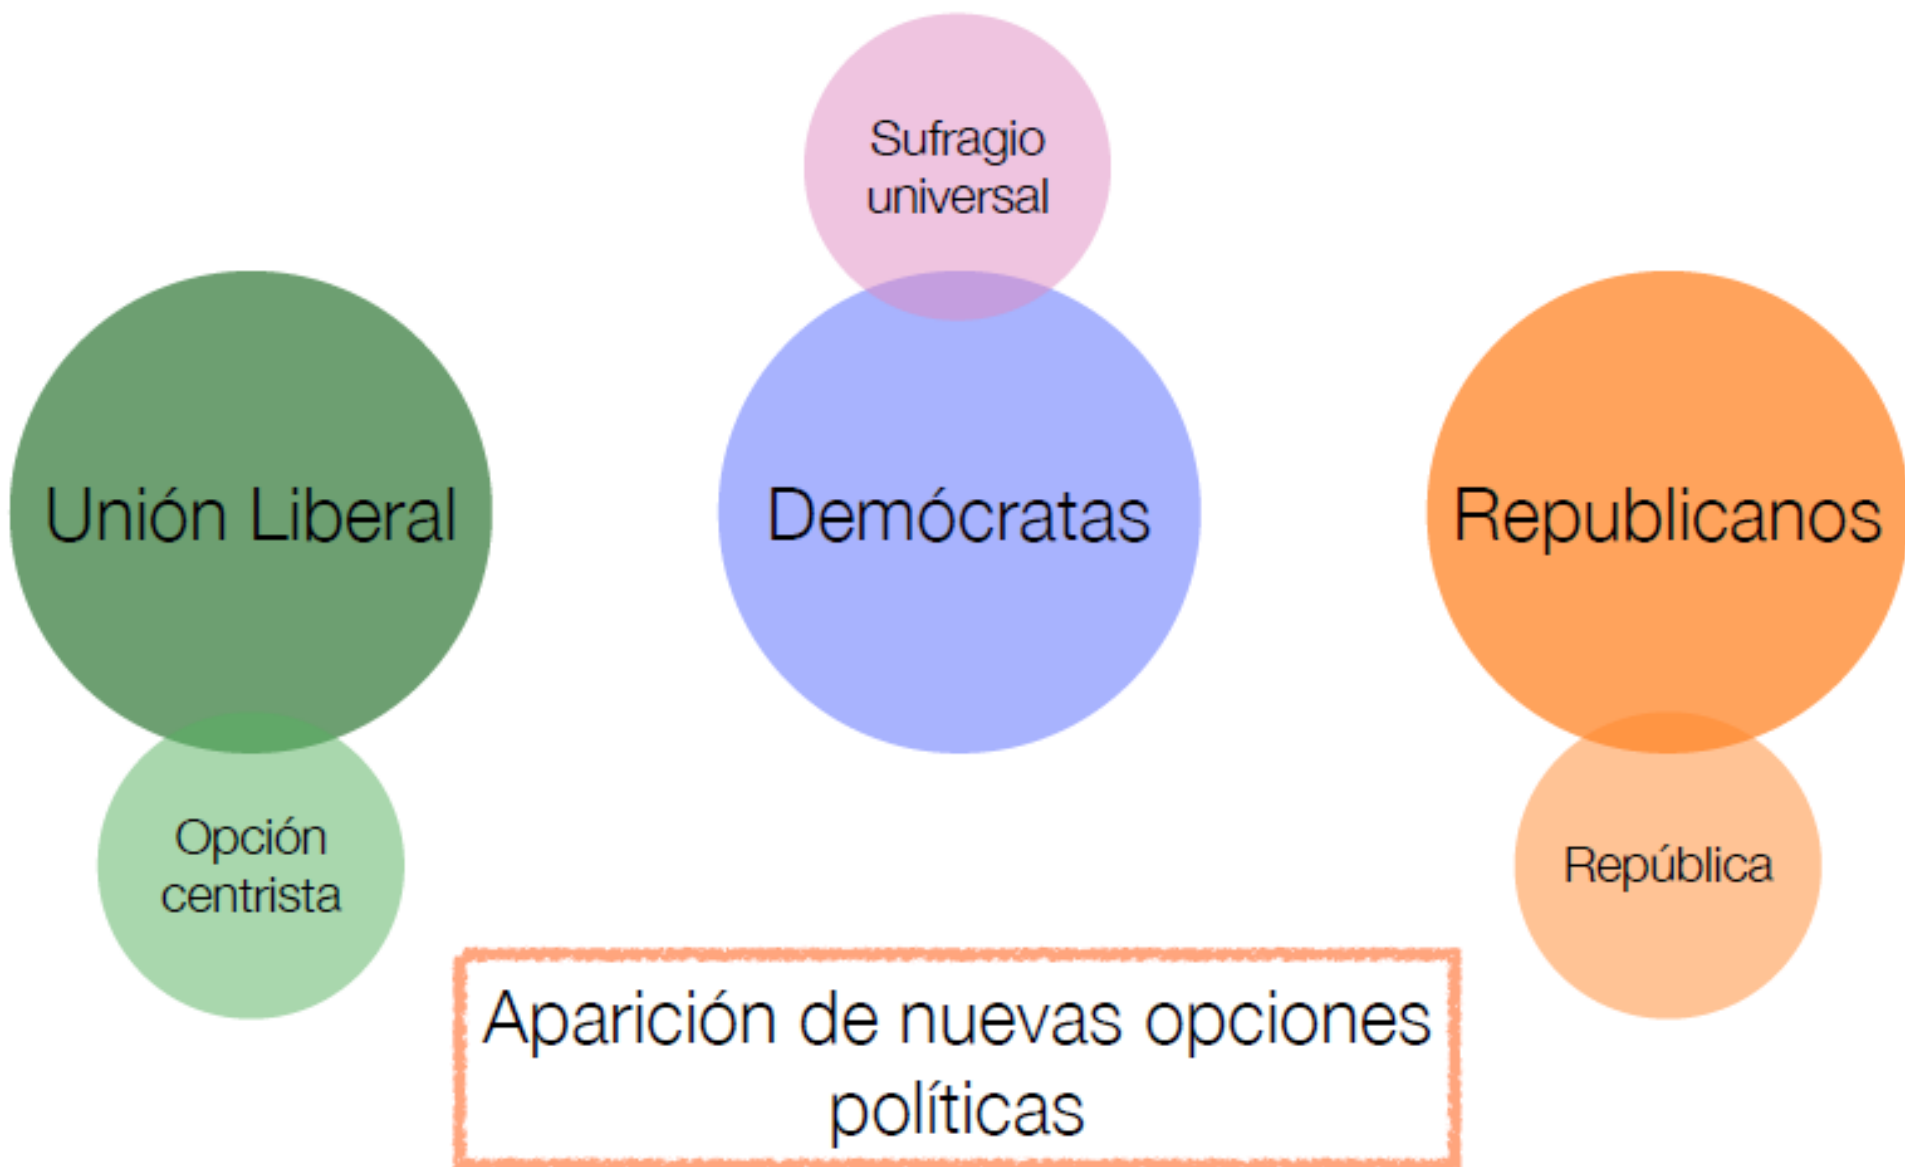 Sufragio
universal
Unión Liberal
Demócratas
Republicanos
Opción
centrista
República
Aparición de nuevas opciones
políticas